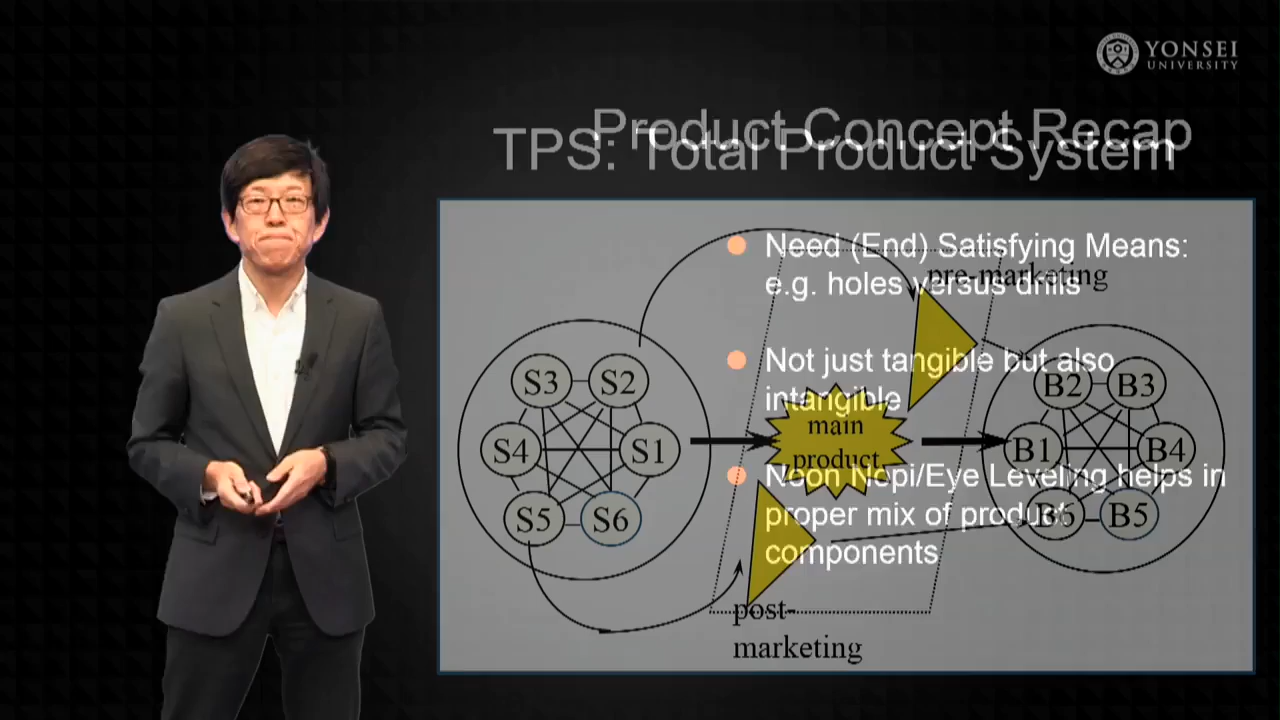 YONSEI
UNIVERSITY
Product Concept Recap
TPS: Total Product System
Need (End) Satisfying Means:
e.g. holes versus drills
pre-marketing
Not just tangible but also
intangible
S3
S2
B2
B3
main
product
S4
S1
B1
B4
Noon Nopi/Eye Leveling helps in
proper mix of product
components
S5
S6
B6
B5
post-
marketing